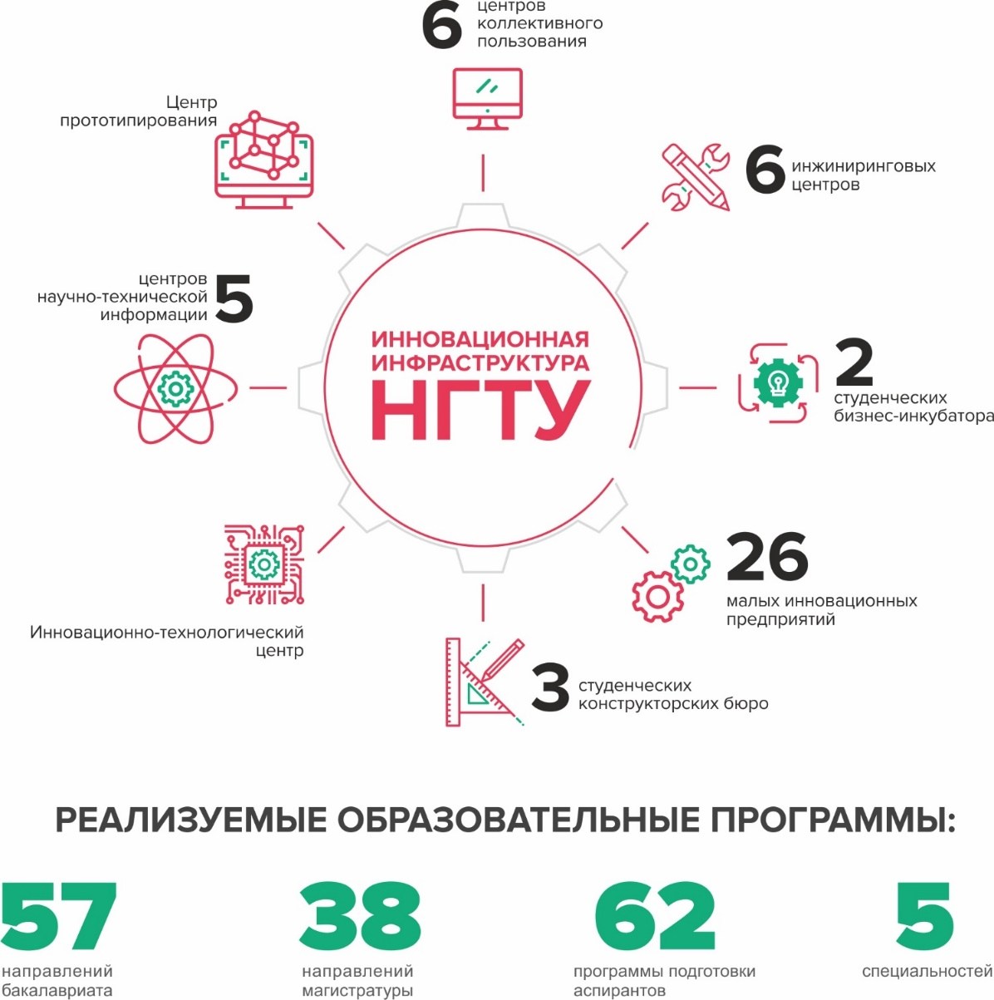 6
центров
коллективного
пользования
Центр
прототипирования
6
инжиниринговых
центров
центров
научно-технической
информации
5
ИННОВАЦИОННАЯ
ИНФРАСТРУКТУРА
НГТУ
2
студенческих
бизнес-инкубатора
26
малых инновационных
предприятий
Инновационно-технологический
центр
3
студенческих
конструкторских бюро
РЕАЛИЗУЕМЫЕ ОБРАЗОВАТЕЛЬНЫЕ ПРОГРАММЫ:
57
направлений
бакалавриата
38
направлений
магистратуры
62
программы подготовки
аспирантов
5
специальностей